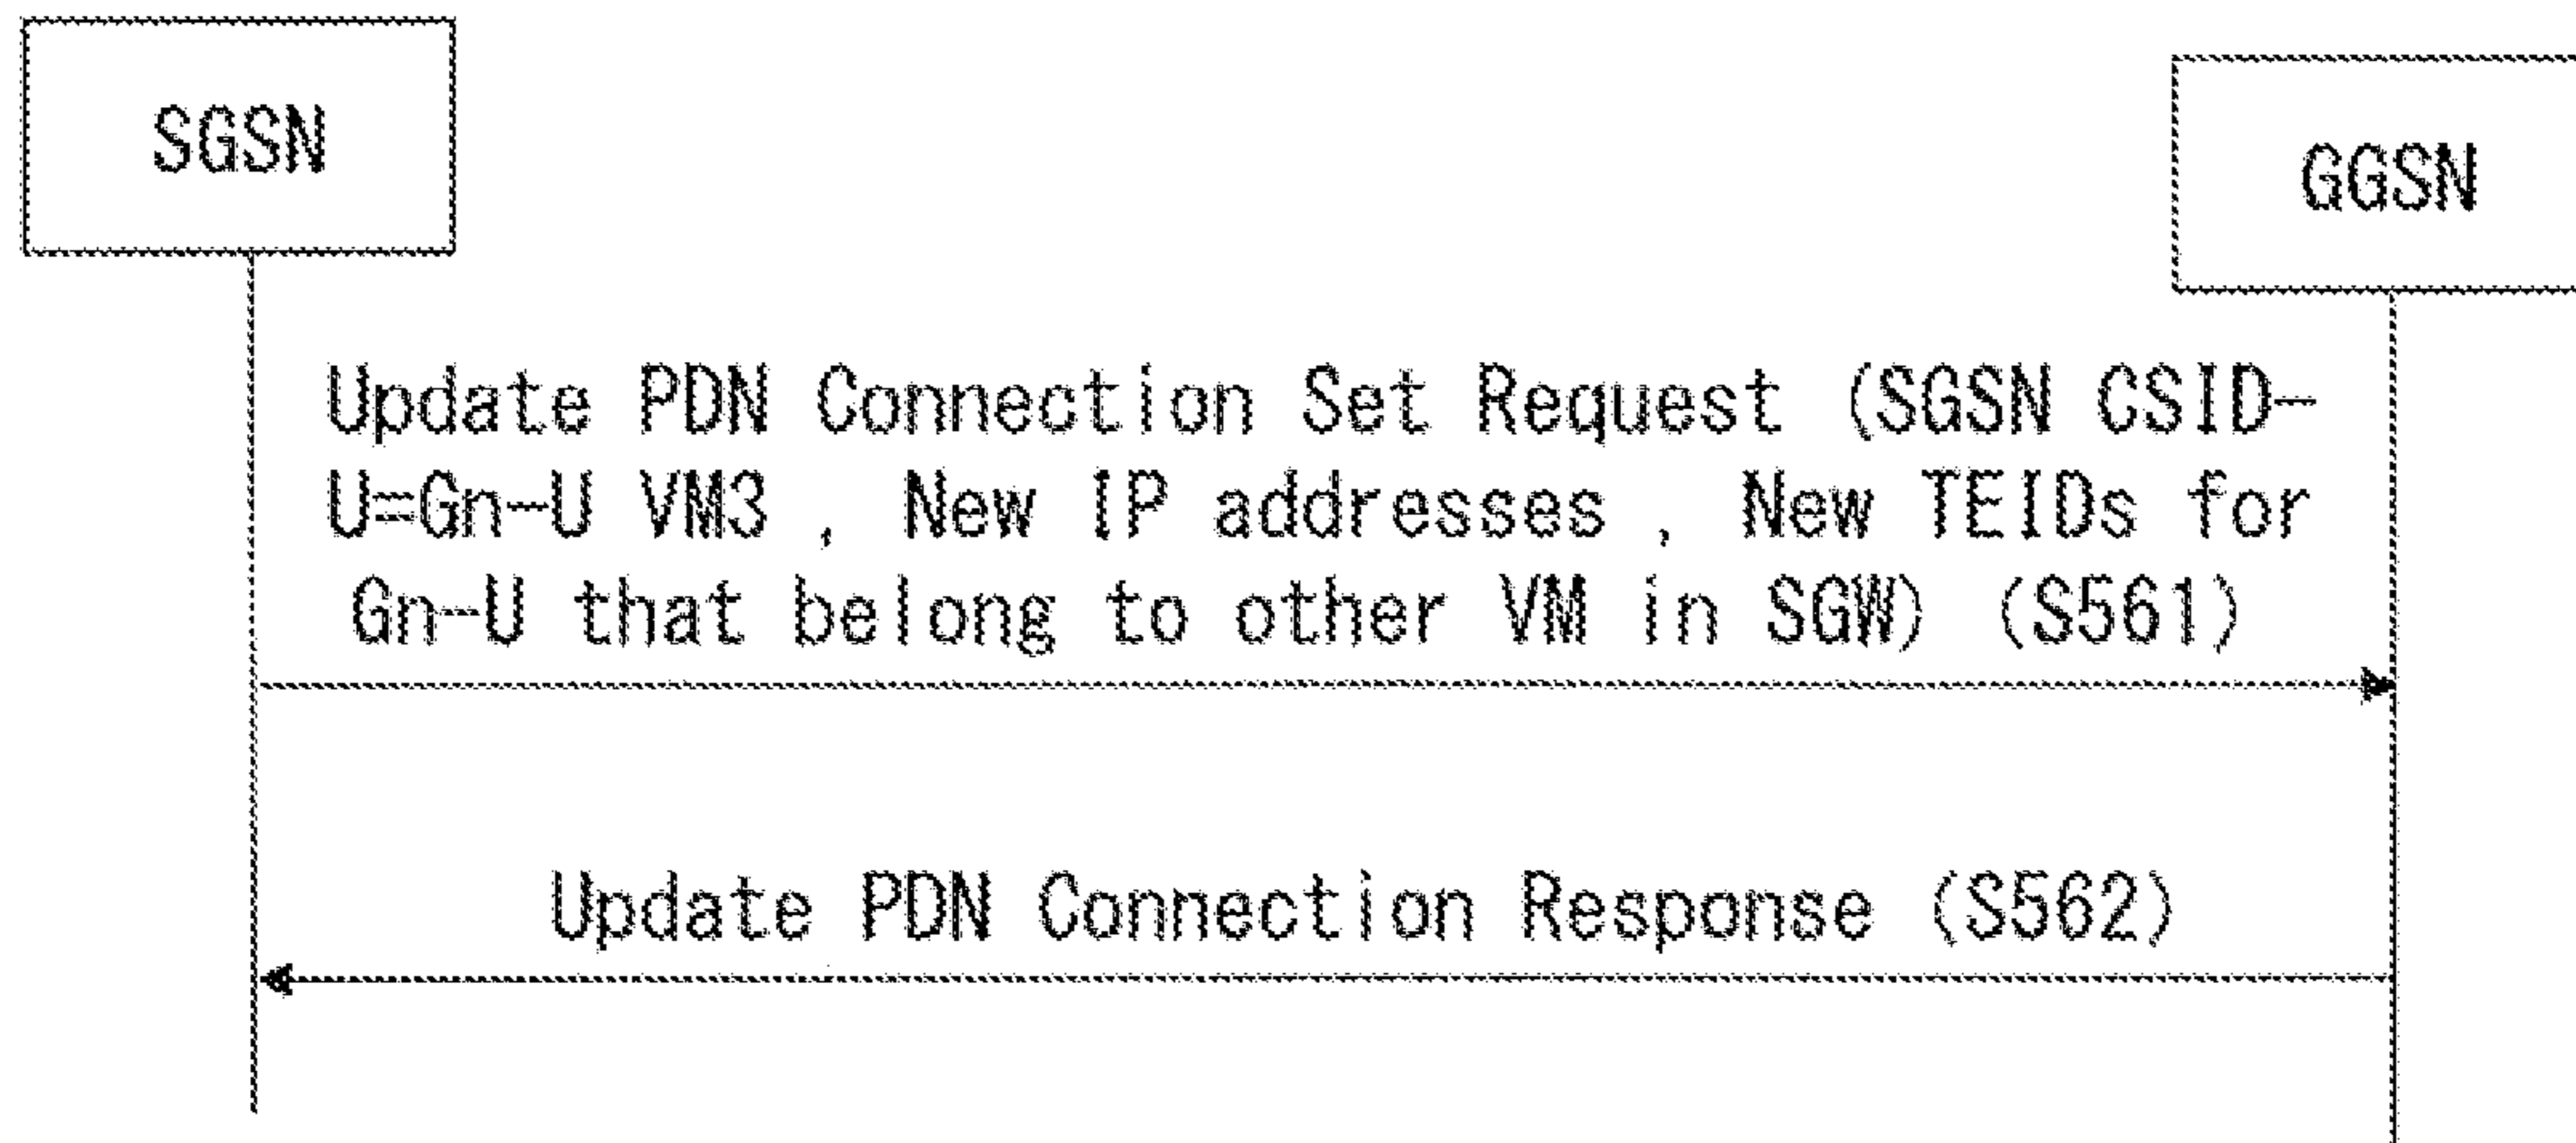 SGSN
GGSN
Update PDN Connection Set Request (SGSN CSID-
U=Gn-U VM3 , New IP addresses , New TEIDs for
Gn-U that belong to other VM in SGW) (S561)
Update PDN Connection Response (S562)